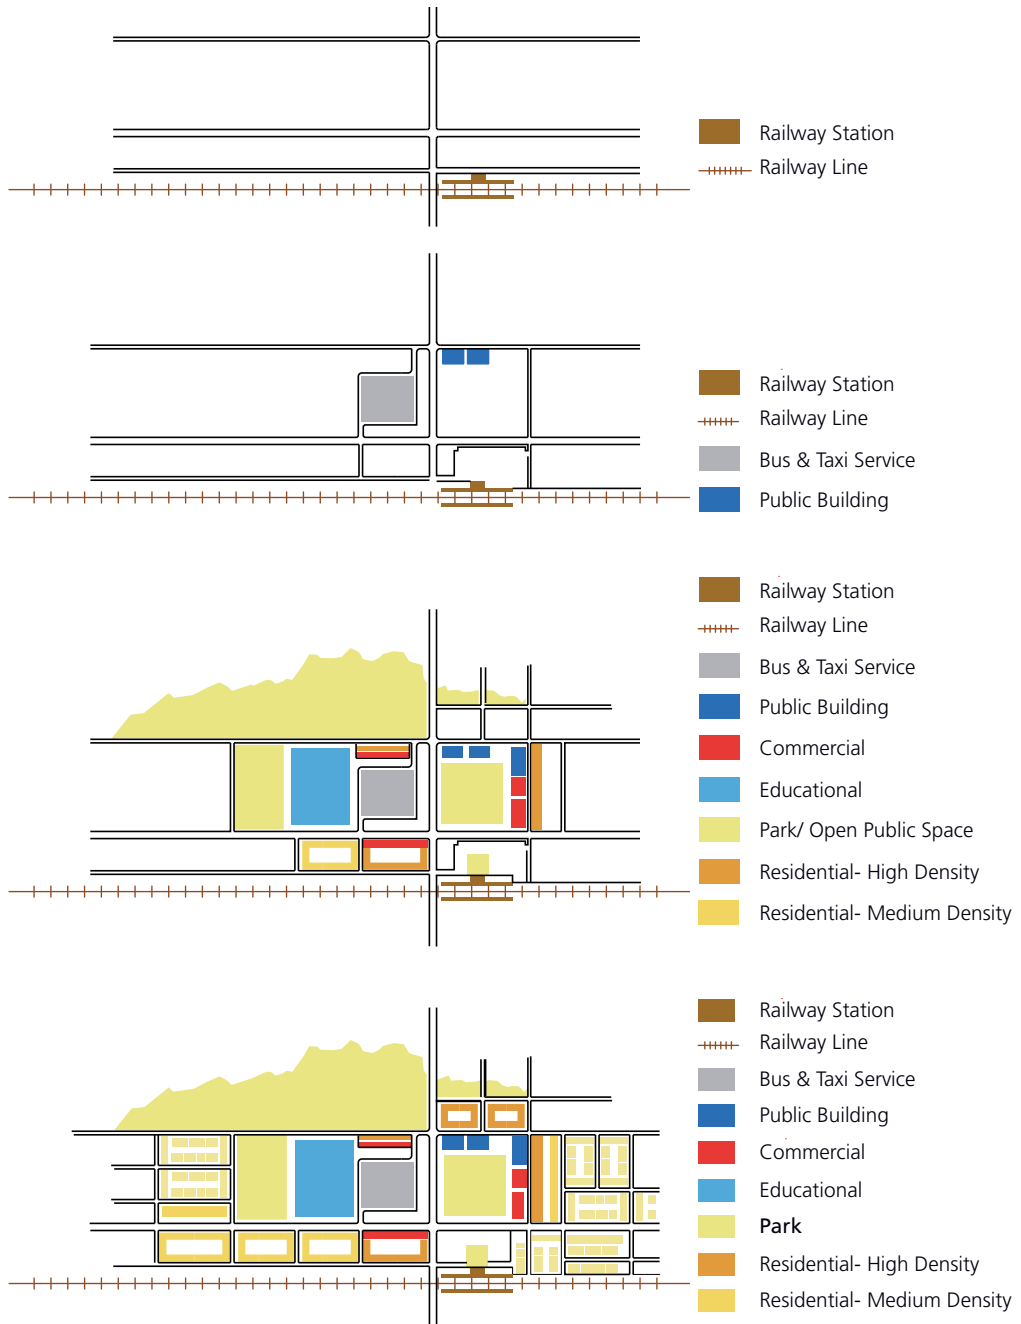 Railway Station
Railway Line
Railway Station
Railway Line
Bus & Taxi Service
Public Building
Railway Station
Railway Line
Bus & Taxi Service
Public Building
Commercial
Educational
Park/ Open Public Space
Residential- High Density
Residential- Medium Density
Railway Station
Railway Line
Bus & Taxi Service
Public Building
Commercial
Educational
Park
Residential- High Density
Residential- Medium Density